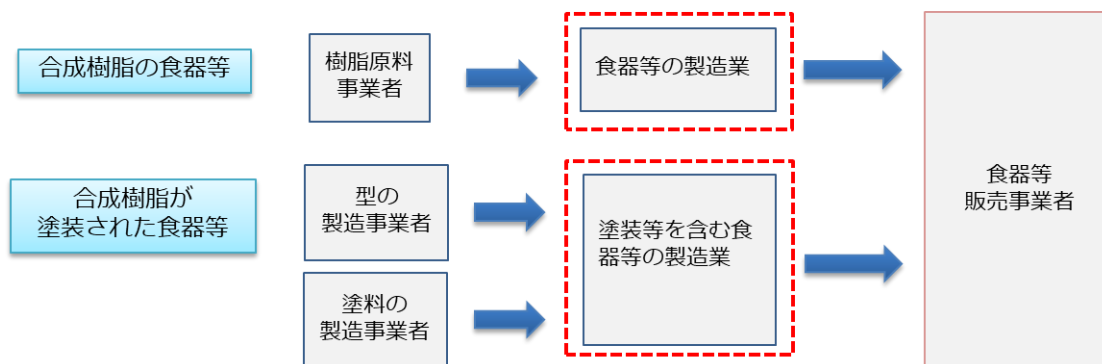 合成樹脂の食器等
樹脂原料
事業者
食器等の製造業
合成樹脂が
塗装された食器等
型の
製造事業者
塗料の
製造事業者
塗装等を含む食
器等の製造業
食器等
販売事業者